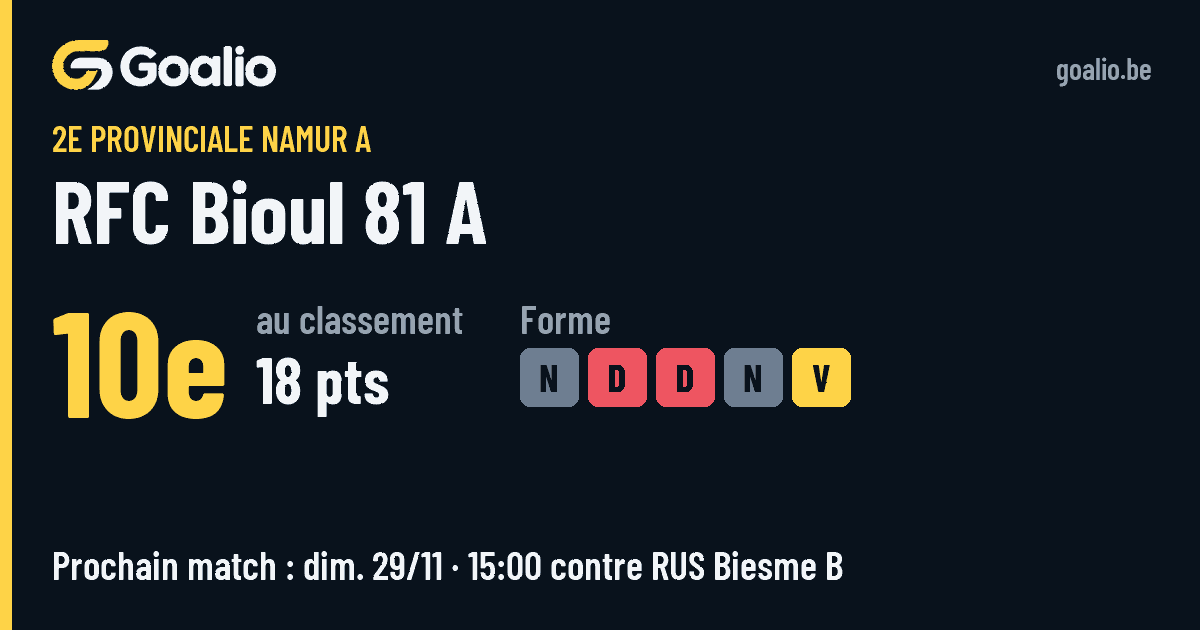 Goalio
goalio.be
2E PROVINCIALE NAMUR A
RFC Bioul 81 A
10e
au classement
18 pts
Forme
N D D N V
Prochain match : dim. 29/11 · 15:00 contre RUS Biesme B